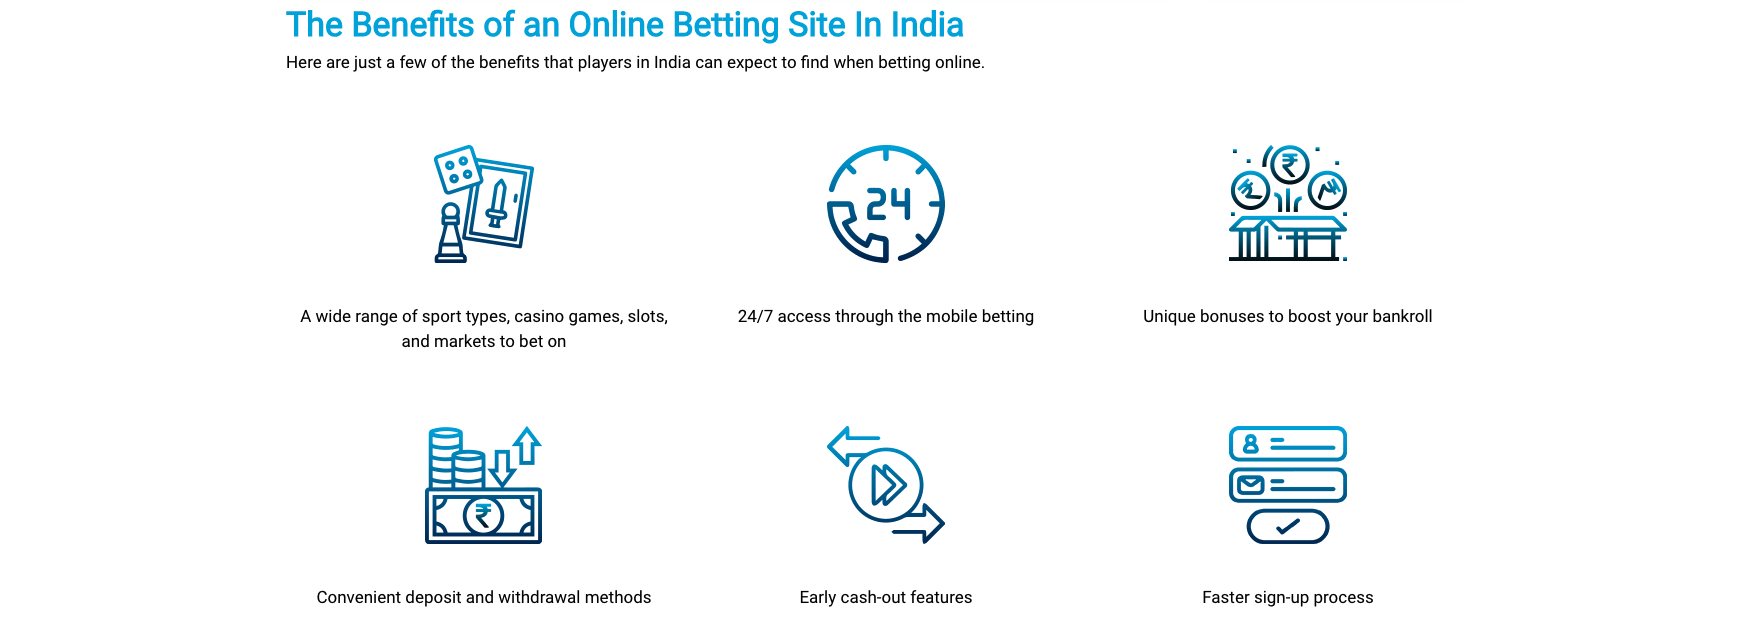 The Benefits of an Online Betting Site In India
Here are just a few of the benefits that players in India can expect to find when betting online.
24
₹
₹
₹
A wide range of sport types, casino games, slots,
and markets to bet on
24/7 access through the mobile betting
Unique bonuses to boost your bankroll
₹
Convenient deposit and withdrawal methods
Early cash-out features
Faster sign-up process